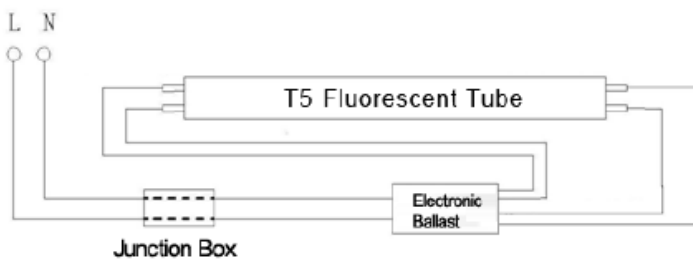 L N
T5 Fluorescent Tube
Electronic
Ballast
Junction Box